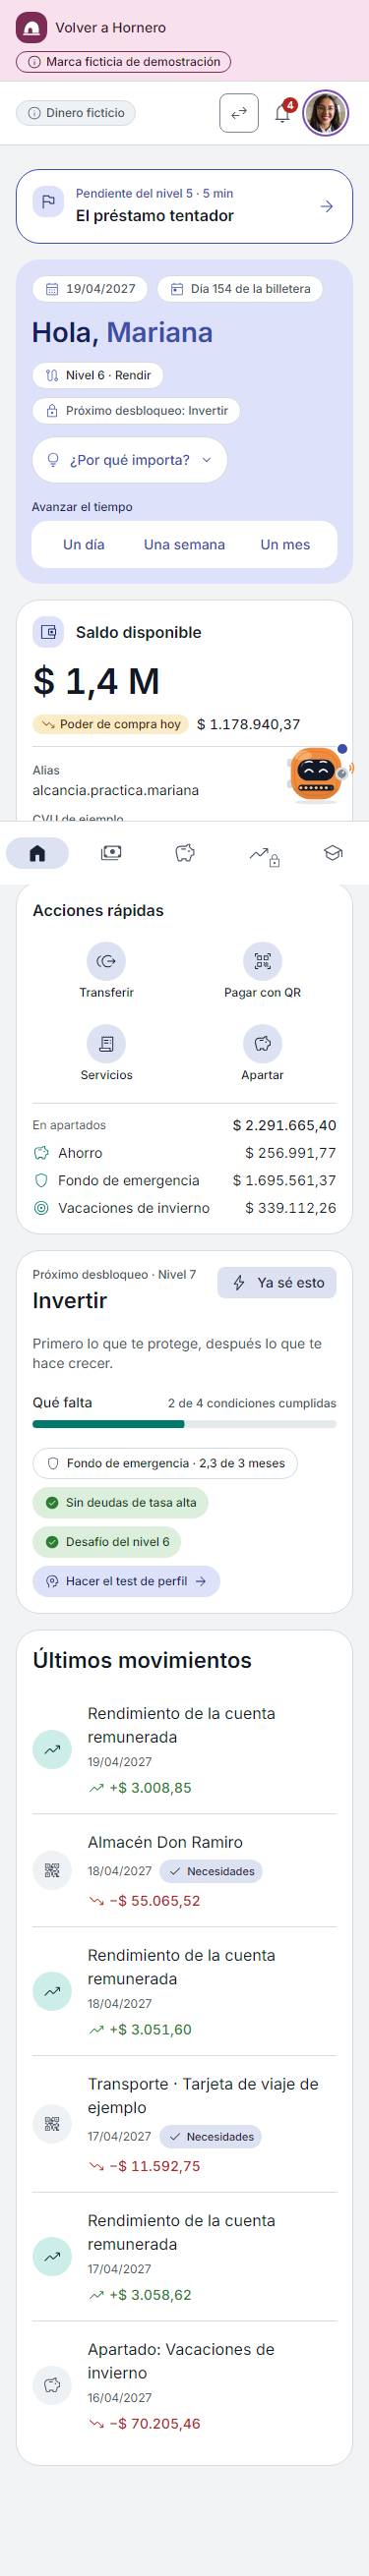 Volver a Hornero
Marca ficticia de demostración
Dinero ficticio
4
Pendiente del nivel 5 · 5 min
El préstamo tentador
19/04/2027
Día 154 de la billetera
Hola, Mariana
Nivel 6 · Rendir
Próximo desbloqueo: Invertir
¿Por qué importa?
Avanzar el tiempo
Un día
Una semana
Un mes
Saldo disponible
$ 1,4 M
Poder de compra hoy
$ 1.178.940,37
Alias
alcancia.practica.mariana
CVU de ejemplo
Acciones rápidas
Transferir
Pagar con QR
Servicios
Apartar
En apartados
$ 2.291.665,40
Ahorro
$ 256.991,77
Fondo de emergencia
$ 1.695.561,37
Vacaciones de invierno
$ 339.112,26
Próximo desbloqueo · Nivel 7
Ya sé esto
Invertir
Primero lo que te protege, después lo que te
hace crecer.
Qué falta
2 de 4 condiciones cumplidas
Fondo de emergencia · 2,3 de 3 meses
Sin deudas de tasa alta
Desafío del nivel 6
Hacer el test de perfil
Últimos movimientos
Rendimiento de la cuenta
remunerada
19/04/2027
+$ 3.008,85
Almacén Don Ramiro
18/04/2027
Necesidades
−$ 55.065,52
Rendimiento de la cuenta
remunerada
18/04/2027
+$ 3.051,60
Transporte · Tarjeta de viaje de
ejemplo
17/04/2027
Necesidades
−$ 11.592,75
Rendimiento de la cuenta
remunerada
17/04/2027
+$ 3.058,62
Apartado: Vacaciones de
invierno
16/04/2027
−$ 70.205,46